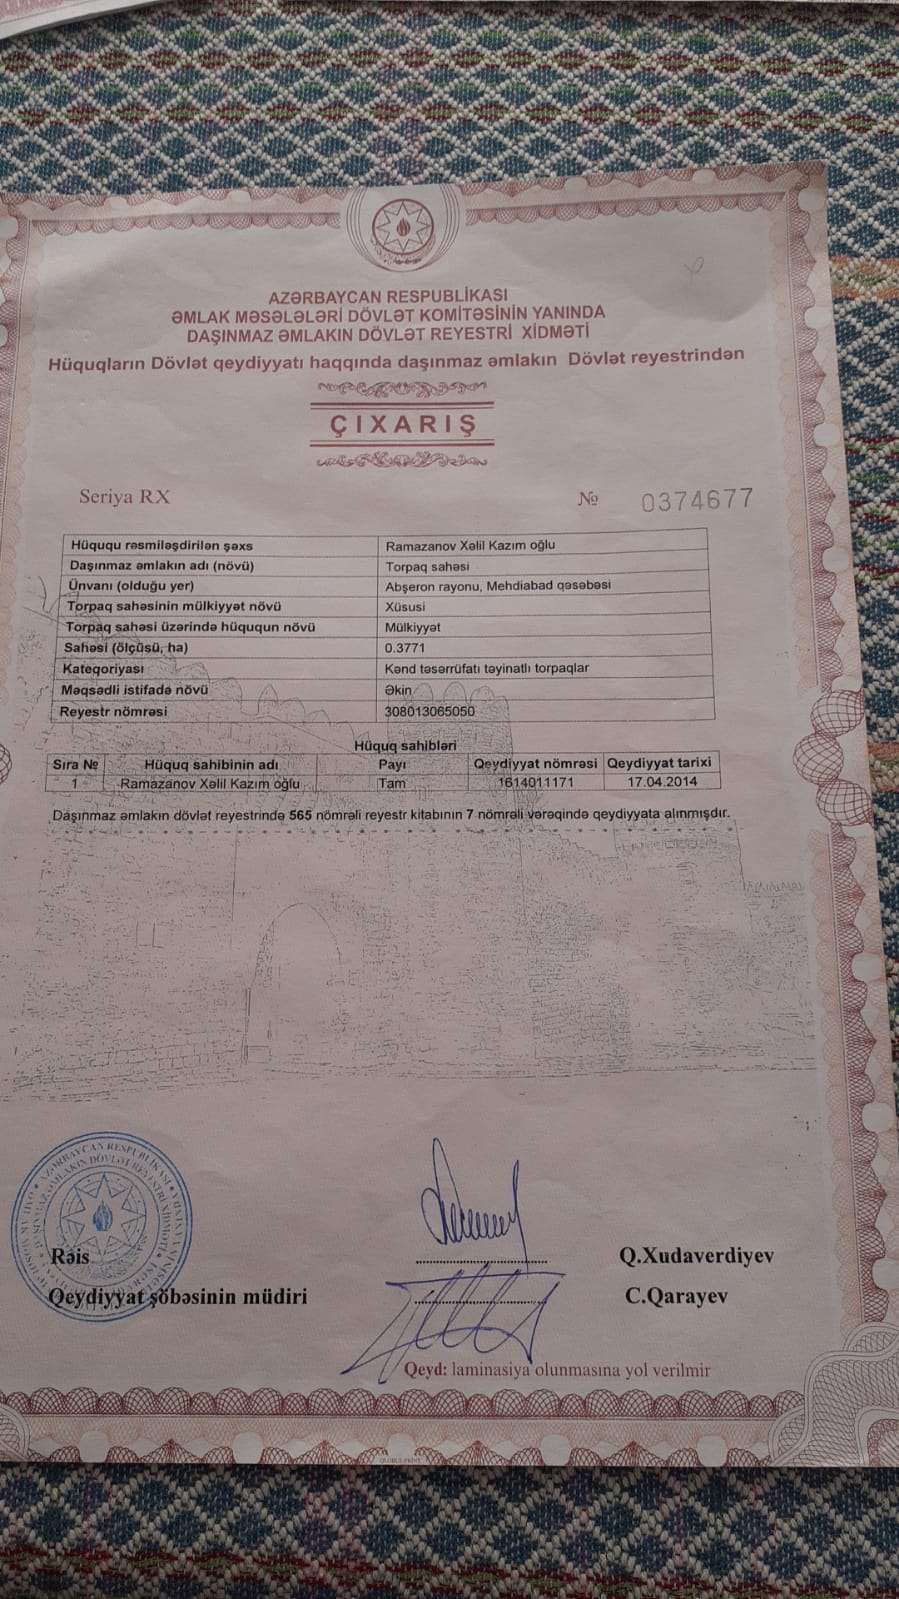 AZƏRBAYCAN RESPUBLİKASI
ƏMLAK MƏSƏLƏLƏRİ DÖVLƏT KOMİTƏSİNİN YANINDA
DAŞINMAZ ƏMLAKIN DÖVLƏT REYESTRİ XİDMƏTİ
Hüquqların Dövlət qeydiyyatı haqqında daşınmaz əmlakın Dövlət reyestrindən
ÇIXARIŞ
Seriya RX № 0374677
Hüququ rəsmiləşdirilən şəxs Ramazanov Xəlil Kazım oğlu
Daşınmaz əmlakın adı (növü) Torpaq sahəsi
Ünvanı (olduğu yer) Abşeron rayonu, Mehdiabad qəsəbəsi
Torpaq sahəsinin mülkiyyət növü Xüsusi
Torpaq sahəsi üzərində hüququn növü Mülkiyyət
Sahəsi (ölçüsü, ha) 0.3771
Kateqoriyası Kənd təsərrüfatı təyinatlı torpaqlar
Məqsədli istifadə növü Əkin
Reyestr nömrəsi 308013065050
Hüquq sahibləri
Sıra № Hüquq sahibinin adı Payı Qeydiyyat nömrəsi Qeydiyyat tarixi
1 Ramazanov Xəlil Kazım oğlu Tam 1614011171 17.04.2014
Daşınmaz əmlakın dövlət reyestrində 565 nömrəli reyestr kitabının 7 nömrəli vərəqində qeydiyyata alınmışdır.
Rəis Q.Xudaverdiyev
Qeydiyyat şöbəsinin müdiri C.Qarayev
Qeyd: laminasiya olunmasına yol verilmir